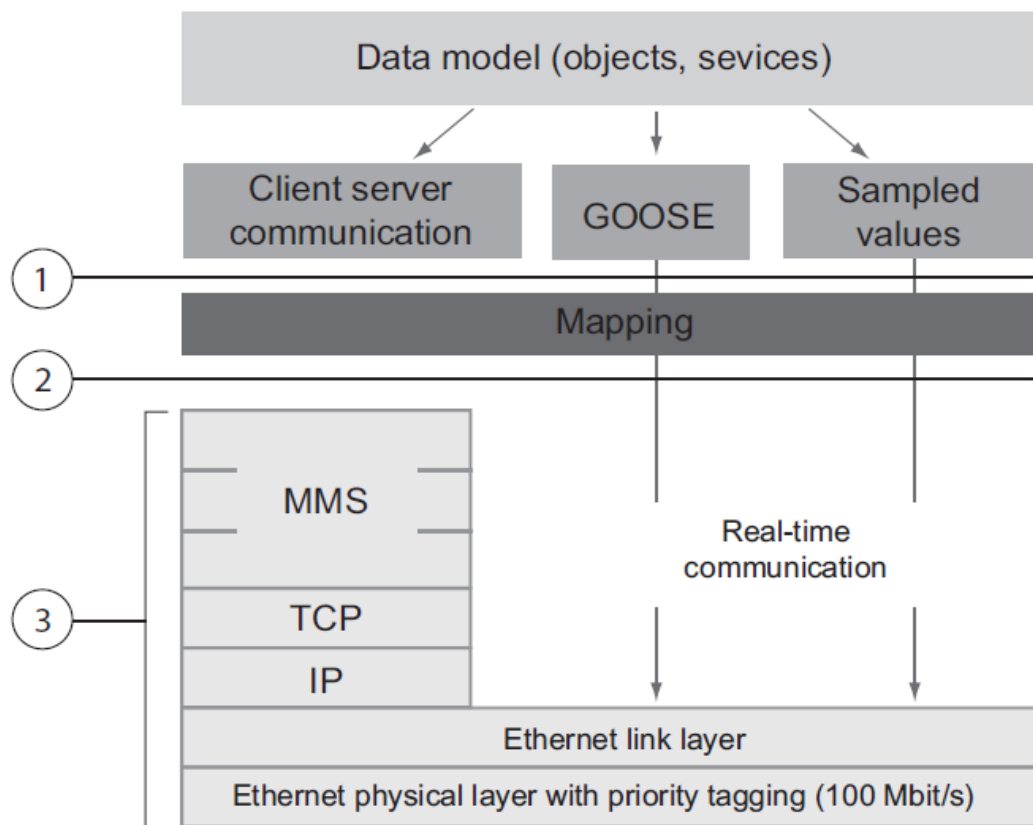 Data model (objects, sevices)
Client server
communication
GOOSE
Sampled
values
1
Mapping
2
MMS
Real-time
communication
3
TCP
IP
Ethernet link layer
Ethernet physical layer with priority tagging (100 Mbit/s)